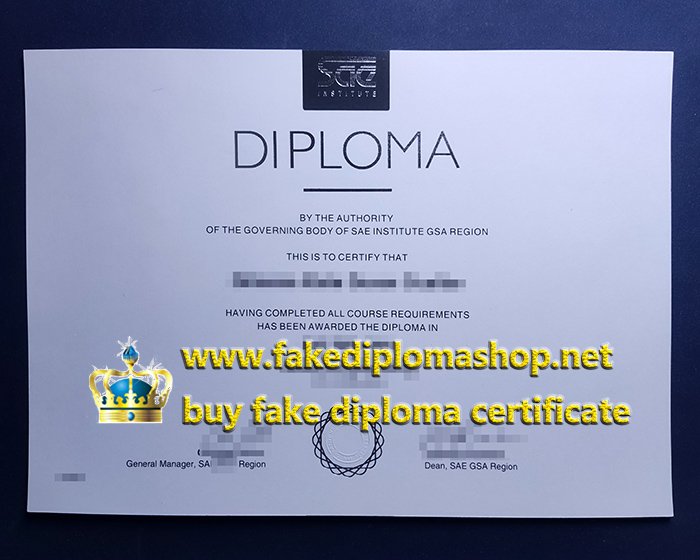 SAE
INSTITUTE
DIPLOMA
BY THE AUTHORITY
OF THE GOVERNING BODY OF SAE INSTITUTE GSA REGION
THIS IS TO CERTIFY THAT
HAVING COMPLETED ALL COURSE REQUIREMENTS
HAS BEEN AWARDED THE DIPLOMA IN
www.fakediplomashop.net
buy fake diploma certificate
General Manager, SA Region
Dean, SAE GSA Region